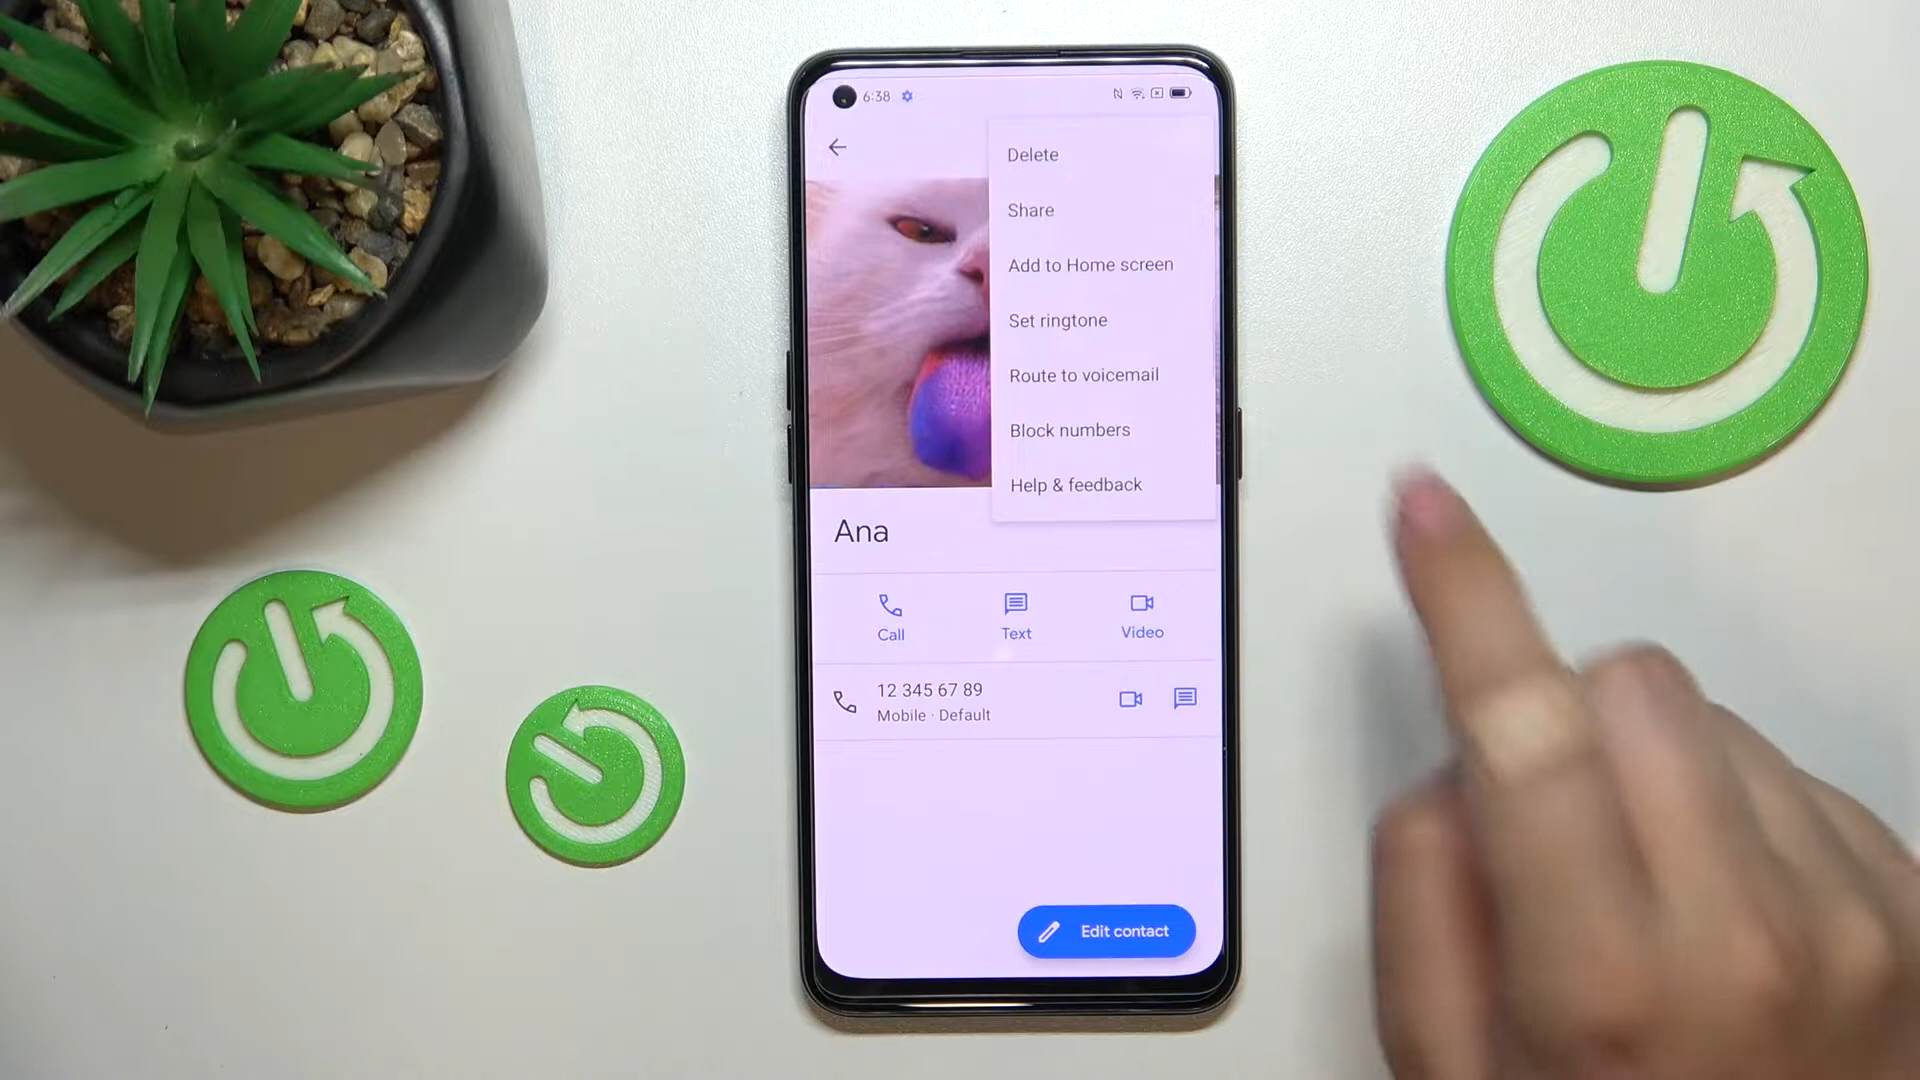 6:38
Delete
Share
Add to Home screen
Set ringtone
Route to voicemail
Block numbers
Help & feedback
Ana
Call
Text
Video
12 345 67 89
Mobile · Default
Edit contact